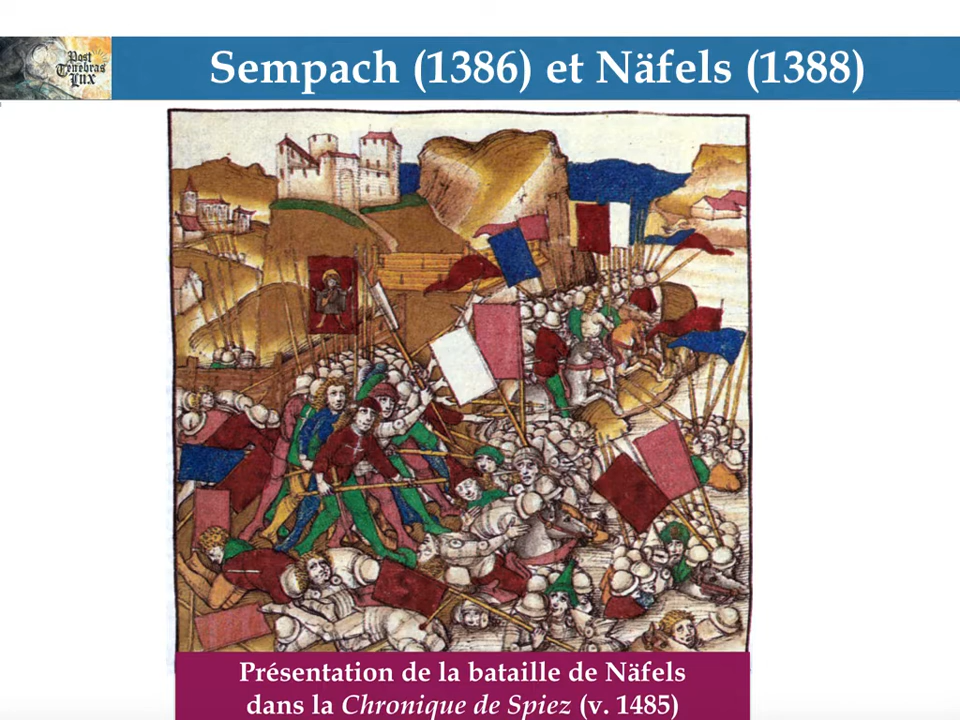 Post
Tenebras
Lux
Sempach (1386) et Näfels (1388)
Présentation de la bataille de Näfels
dans la Chronique de Spiez (v. 1485)